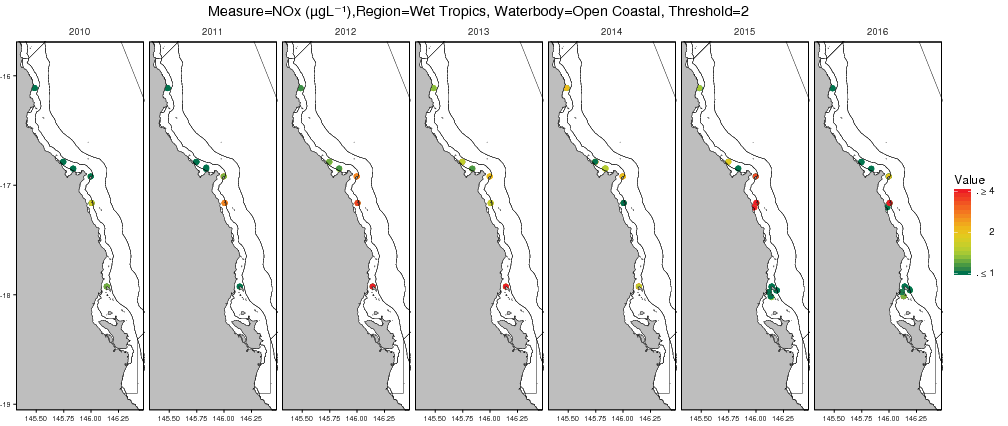 Measure=NOx (µgL⁻¹),Region=Wet Tropics, Waterbody=Open Coastal, Threshold=2
2010 2011 2012 2013 2014 2015 2016
-16
-17
-18
-19
Value
≥ 4
2
≤ 1
145.50 145.75 146.00 146.25 145.50 145.75 146.00 146.25 145.50 145.75 146.00 146.25 145.50 145.75 146.00 146.25 145.50 145.75 146.00 146.25 145.50 145.75 146.00 146.25 145.50 145.75 146.00 146.25